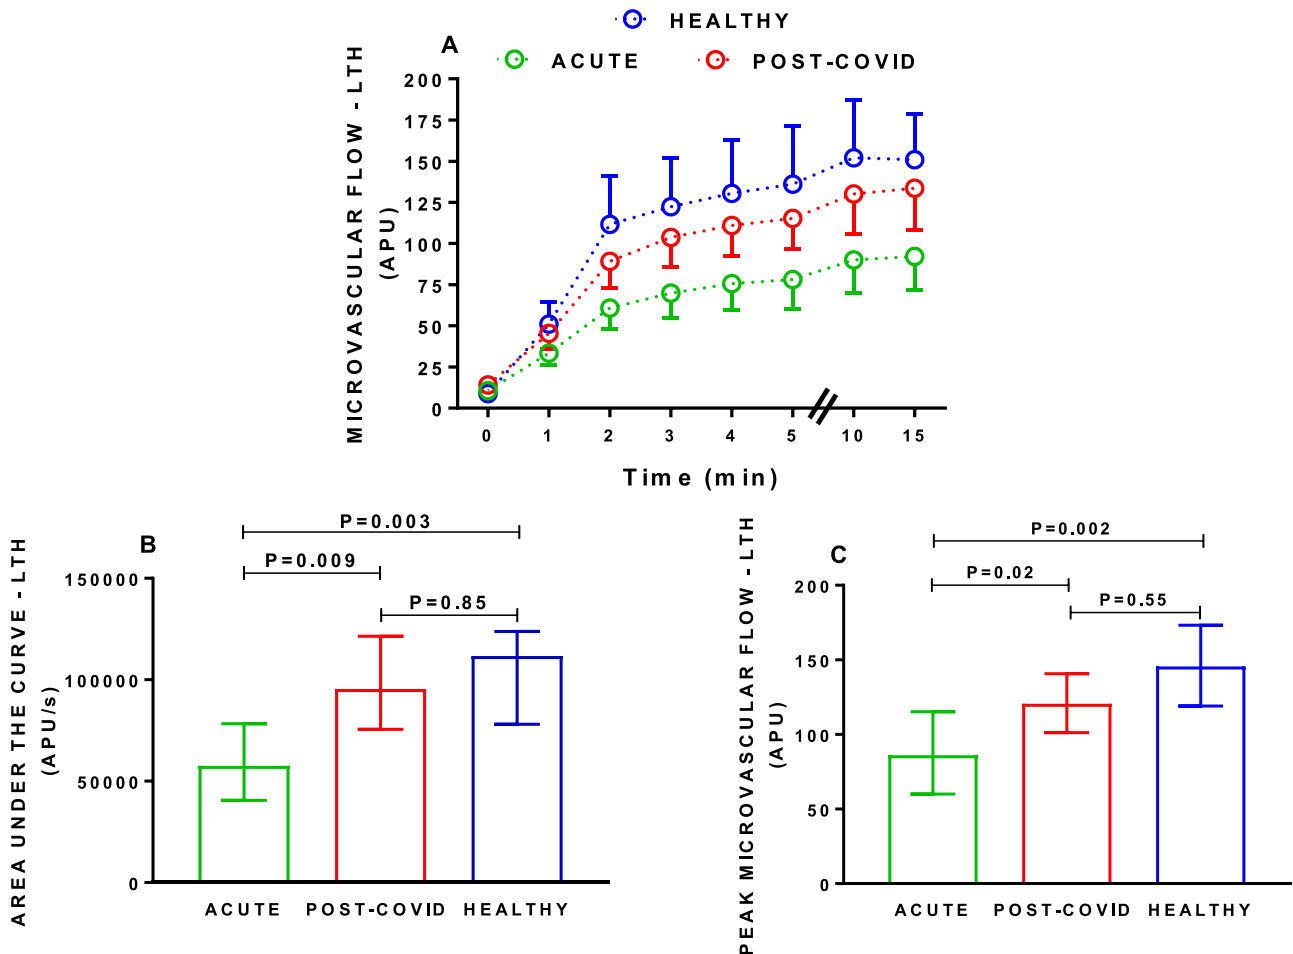 HEALTHY
A
ACUTE
POST-COVID
MICROVASCULAR FLOW - LTH
(APU)
200
175
150
125
100
75
50
25
0
0 1 2 3 4 5 10 15
Time (min)
B
AREA UNDER THE CURVE - LTH
(APU/s)
P=0.003
P=0.009
P=0.85
150000
100000
50000
0
ACUTE POST-COVID HEALTHY
C
PEAK MICROVASCULAR FLOW - LTH
(APU)
P=0.002
P=0.02
P=0.55
200
150
100
50
0
ACUTE POST-COVID HEALTHY